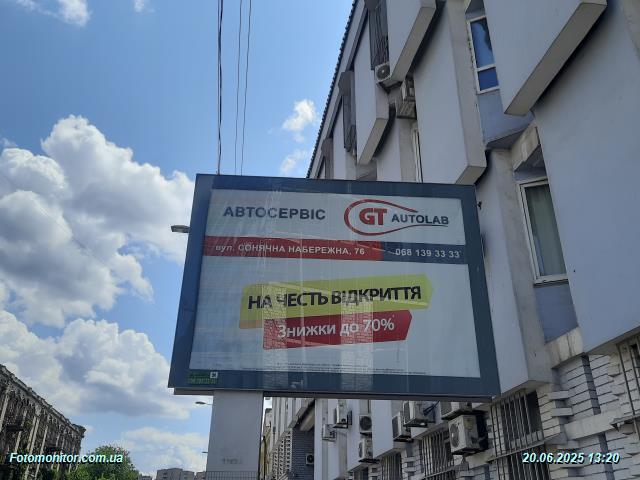 АВТОСЕРВІС
GT AUTOLAB
вул. СОНЯЧНА НАБЕРЕЖНА, 76
068 139 33 33
НА ЧЕСТЬ ВІДКРИТТЯ
Знижки до 70%
Fotomonitor.com.ua
20.06.2025 13:20